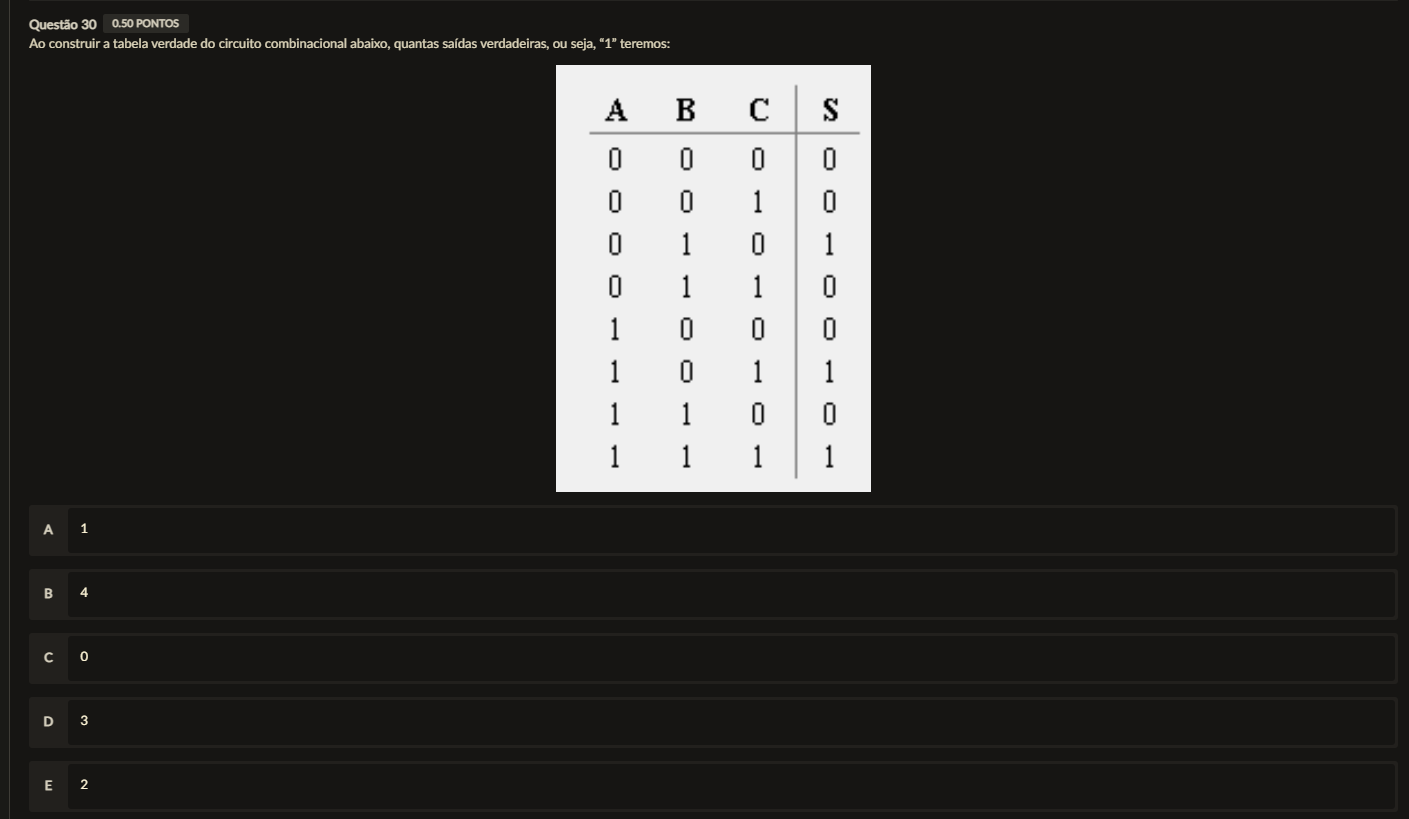 Questão 30 0.50 PONTOS
Ao construir a tabela verdade do circuito combinacional abaixo, quantas saídas verdadeiras, ou seja, “1” teremos:
A B C S
0 0 0 0
0 0 1 0
0 1 0 1
0 1 1 0
1 0 0 0
1 0 1 1
1 1 0 0
1 1 1 1
A 1
B 4
C 0
D 3
E 2